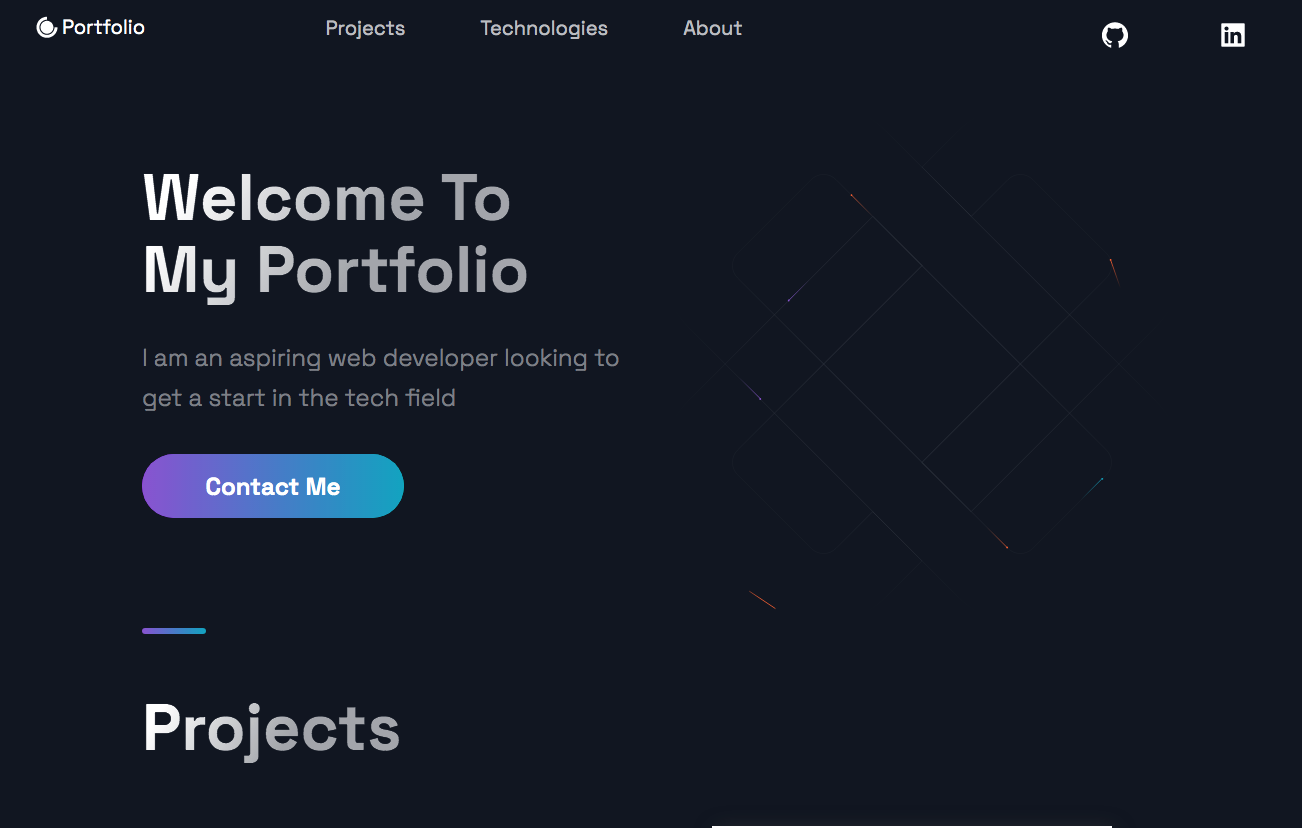 Portfolio
Projects
Technologies
About
Welcome To
My Portfolio
I am an aspiring web developer looking to
get a start in the tech field
Contact Me
Projects